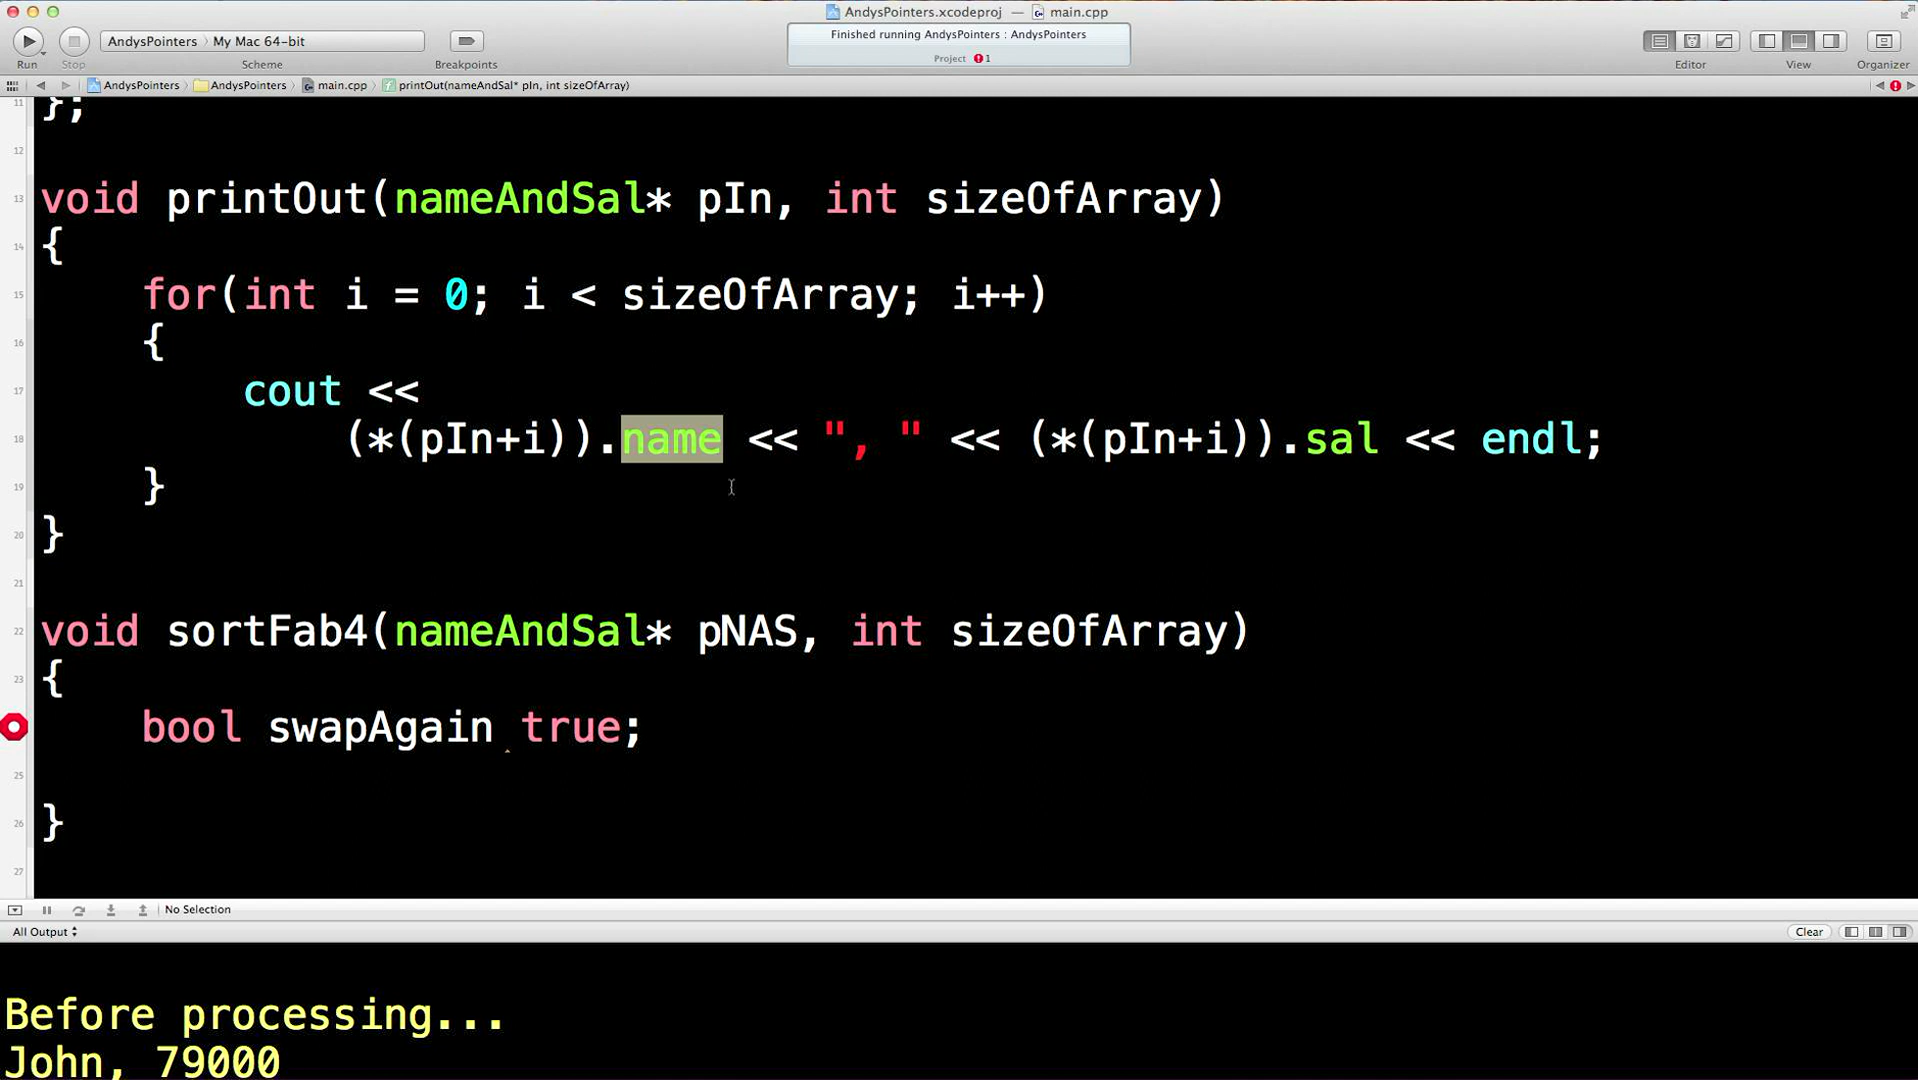 AndysPointers.xcodeproj — main.cpp
AndysPointers › My Mac 64-bit
Finished running AndysPointers : AndysPointers
Project 1
Run Stop Scheme Breakpoints Editor View Organizer
AndysPointers › AndysPointers › main.cpp › printOut(nameAndSal* pIn, int sizeOfArray)
11 };
12
13 void printOut(nameAndSal* pIn, int sizeOfArray)
14 {
15 for(int i = 0; i < sizeOfArray; i++)
16 {
17 cout <<
18 (*(pIn+i)).name << ", " << (*(pIn+i)).sal << endl;
19 }
20 }
21
22 void sortFab4(nameAndSal* pNAS, int sizeOfArray)
23 {
bool swapAgain true;
25
26 }
27
No Selection
All Output Clear
Before processing...
John, 79000